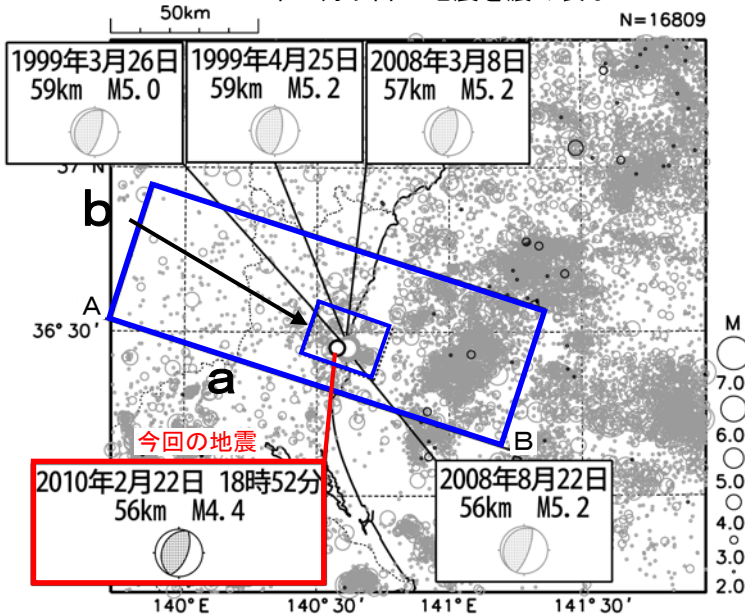 50km
N=16809
1999年3月26日
59km M5.0
1999年4月25日
59km M5.2
2008年3月8日
57km M5.2
37°N
b
A
36°30′
a
B
今回の地震
2010年2月22日 18時52分
56km M4.4
2008年8月22日
56km M5.2
M
7.0
6.0
5.0
4.0
3.0
2.0
140°E
140°30′
141°E
141°30′